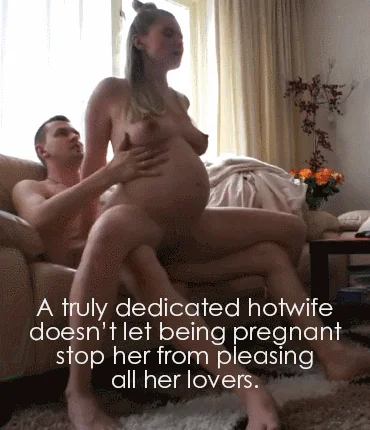 A truly dedicated hotwife
doesn't let being pregnant
stop her from pleasing
all her lovers.